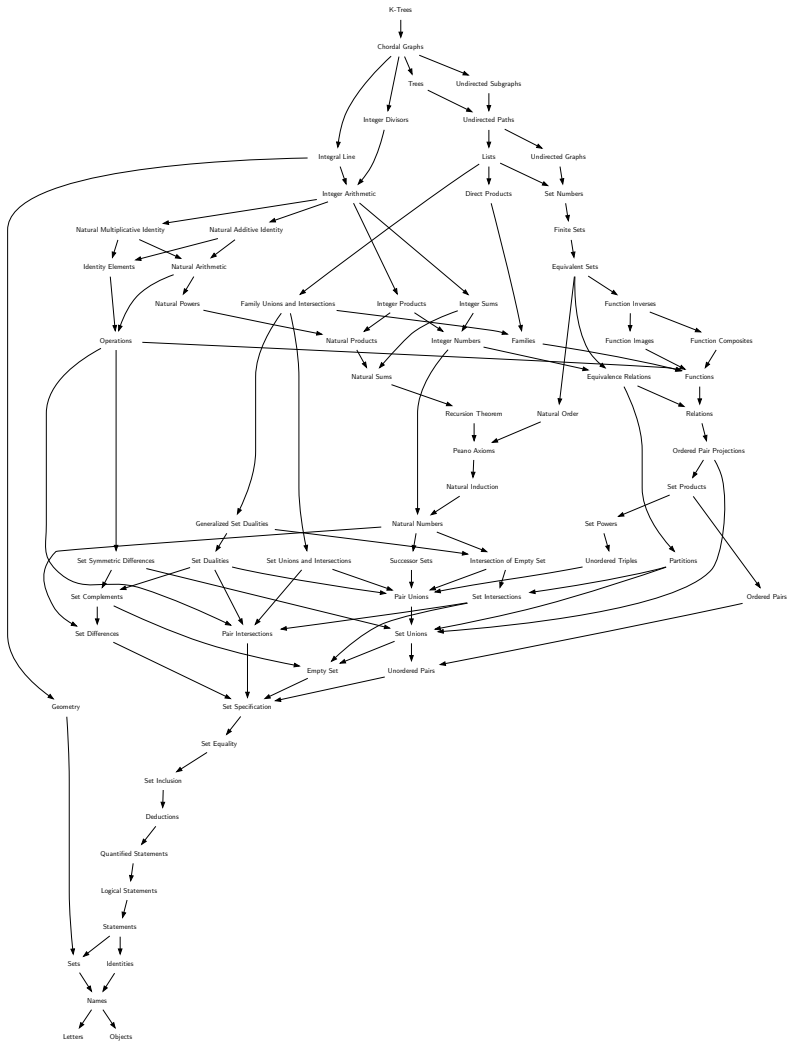 K-Trees
Chordal Graphs
Trees
Undirected Subgraphs
Integer Divisors
Undirected Paths
Integral Line
Lists
Undirected Graphs
Integer Arithmetic
Direct Products
Set Numbers
Natural Multiplicative Identity
Natural Additive Identity
Finite Sets
Identity Elements
Natural Arithmetic
Equivalent Sets
Natural Powers
Family Unions and Intersections
Integer Products
Integer Sums
Function Inverses
Operations
Natural Products
Integer Numbers
Families
Function Images
Function Composites
Natural Sums
Equivalence Relations
Functions
Recursion Theorem
Natural Order
Relations
Peano Axioms
Ordered Pair Projections
Natural Induction
Set Products
Generalized Set Dualities
Natural Numbers
Set Powers
Set Symmetric Differences
Set Dualities
Set Unions and Intersections
Successor Sets
Intersection of Empty Set
Unordered Triples
Partitions
Set Complements
Pair Unions
Set Intersections
Ordered Pairs
Set Differences
Pair Intersections
Set Unions
Empty Set
Unordered Pairs
Geometry
Set Specification
Set Equality
Set Inclusion
Deductions
Quantified Statements
Logical Statements
Statements
Sets
Identities
Names
Letters
Objects